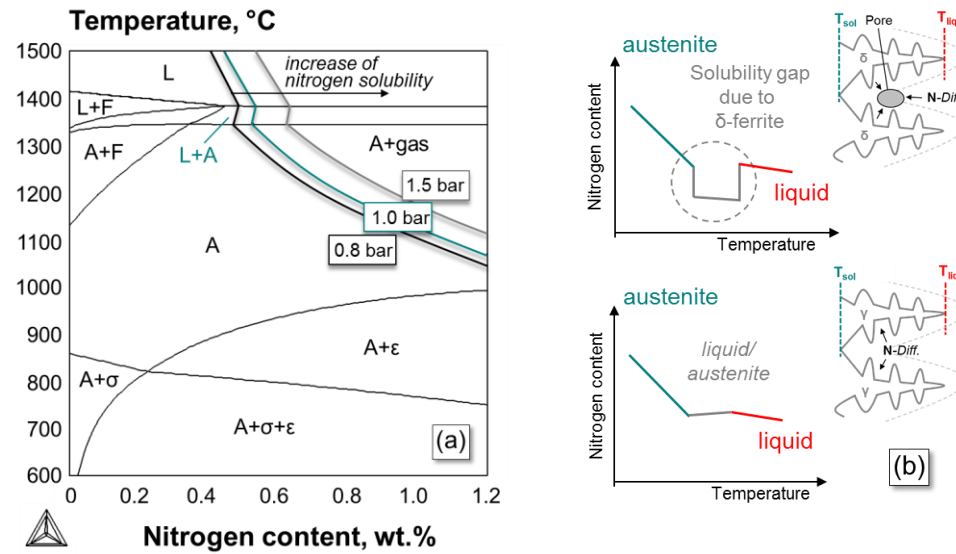 Temperature, °C
(a)
1500
1400
1300
1200
1100
1000
900
800
700
600
L
increase of
nitrogen solubility
L+F
A+F
L+A
A+gas
1.5 bar
1.0 bar
0.8 bar
A
A+ε
A+σ
A+σ+ε
0
0.2
0.4
0.6
0.8
1.0
1.2
Nitrogen content, wt.%
austenite
Solubility gap
due to
δ-ferrite
liquid
Nitrogen content
Temperature
Tsol
Pore
Tliq
δ
N-Dif
δ
austenite
liquid/
austenite
liquid
Nitrogen content
Temperature
Tsol
Tliq
γ
N-Diff.
γ
(b)